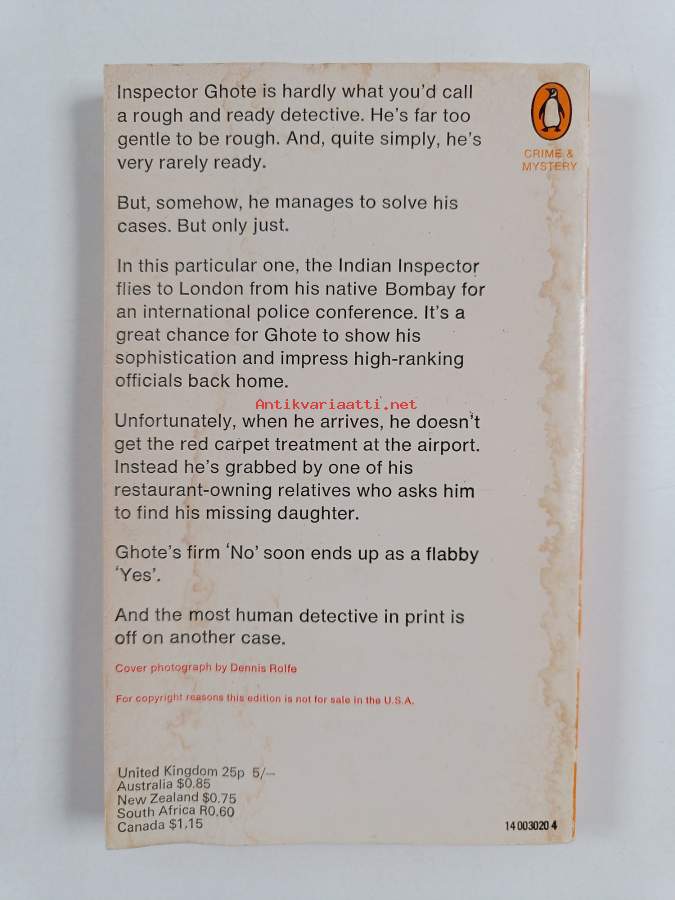 Inspector Ghote is hardly what you'd call
a rough and ready detective. He's far too
gentle to be rough. And, quite simply, he's
very rarely ready.
But, somehow, he manages to solve his
cases. But only just.
In this particular one, the Indian Inspector
flies to London from his native Bombay for
an international police conference. It's a
great chance for Ghote to show his
sophistication and impress high-ranking
officials back home.
Antikvariaatti.net
Unfortunately, when he arrives, he doesn't
get the red carpet treatment at the airport.
Instead he's grabbed by one of his
restaurant-owning relatives who asks him
to find his missing daughter.
Ghote's firm 'No' soon ends up as a flabby
'Yes'.
And the most human detective in print is
off on another case.
Cover photograph by Dennis Rolfe
For copyright reasons this edition is not for sale in the U.S.A.
United Kingdom 25p 5/-
Australia $0.85
New Zealand $0.75
South Africa R0.60
Canada $1.15
CRIME &
MYSTERY
14 003020 4